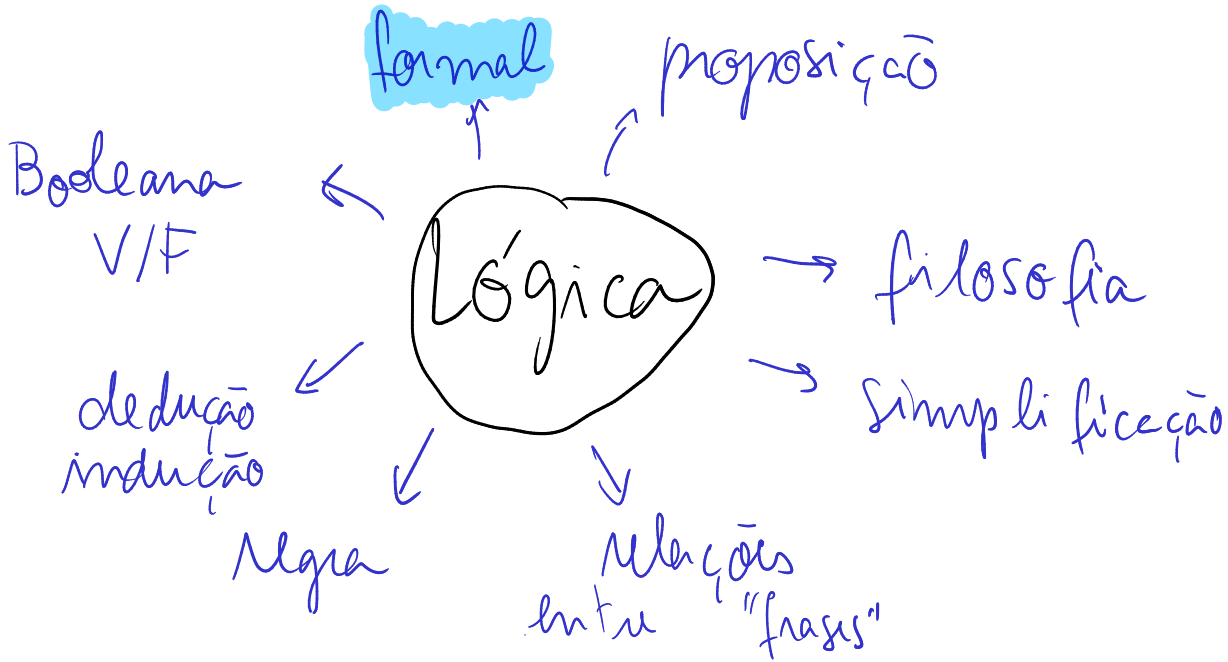 formal
proposição
Booleana
V/F
Lógica
filosofia
simplificação
dedução
indução
regra
relações
entre "frases"